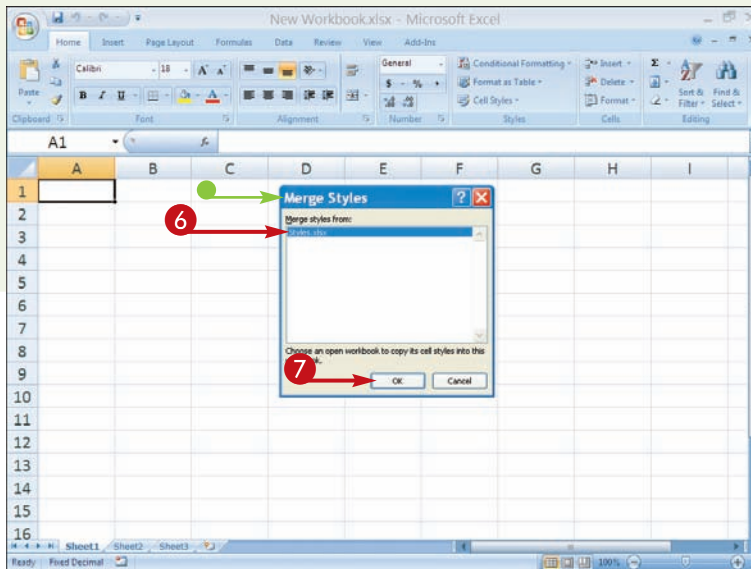 New Workbook.xlsx - Microsoft Excel
Home Insert Page Layout Formulas Data Review View Add-Ins
Paste
Calibri 18 A A
B I U A
General
$ % ,
Conditional Formatting
Format as Table
Cell Styles
Insert
Delete
Format
Σ
Sort & Filter
Find & Select
Clipboard Font Alignment Number Styles Cells Editing
A1 fx
A B C D E F G H I
1
2
3
4
5
6
7
8
9
10
11
12
13
14
15
16
6
Merge Styles
Merge styles from:
Styles.xlsx
Choose an open workbook to copy its cell styles into this
7
OK Cancel
Sheet1 Sheet2 Sheet3
Ready Fixed Decimal 100%